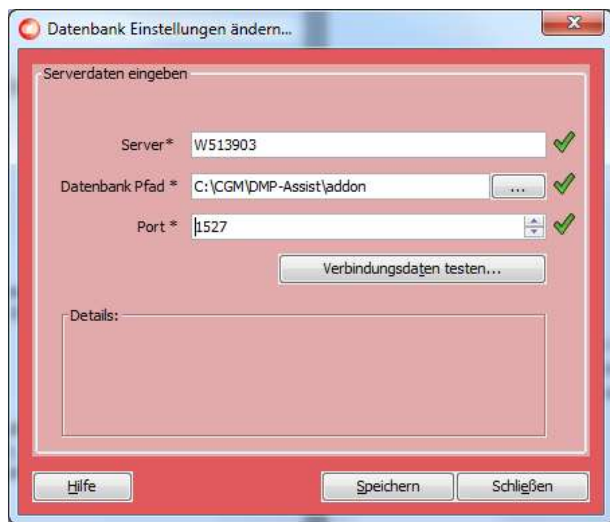 Datenbank Einstellungen ändern...
Serverdaten eingeben
Server* W513903
Datenbank Pfad * C:\CGM\DMP-Assist\addon ...
Port * 1527
Verbindungsdaten testen...
Details:
Hilfe Speichern Schließen